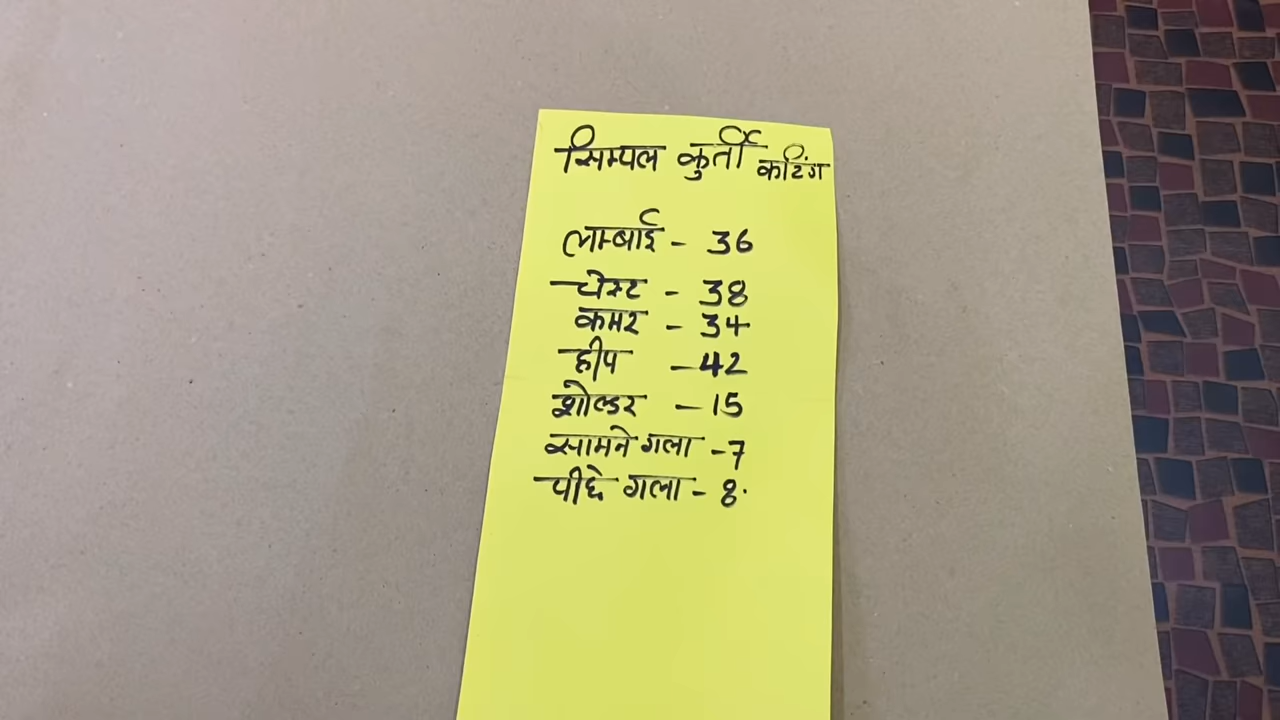 सिम्पल कुर्ती कटिंग
लम्बाई - 36
चेस्ट - 38
कमर - 34
हीप - 42
शोल्डर - 15
सामने गला - 7
पीछे गला - 8.